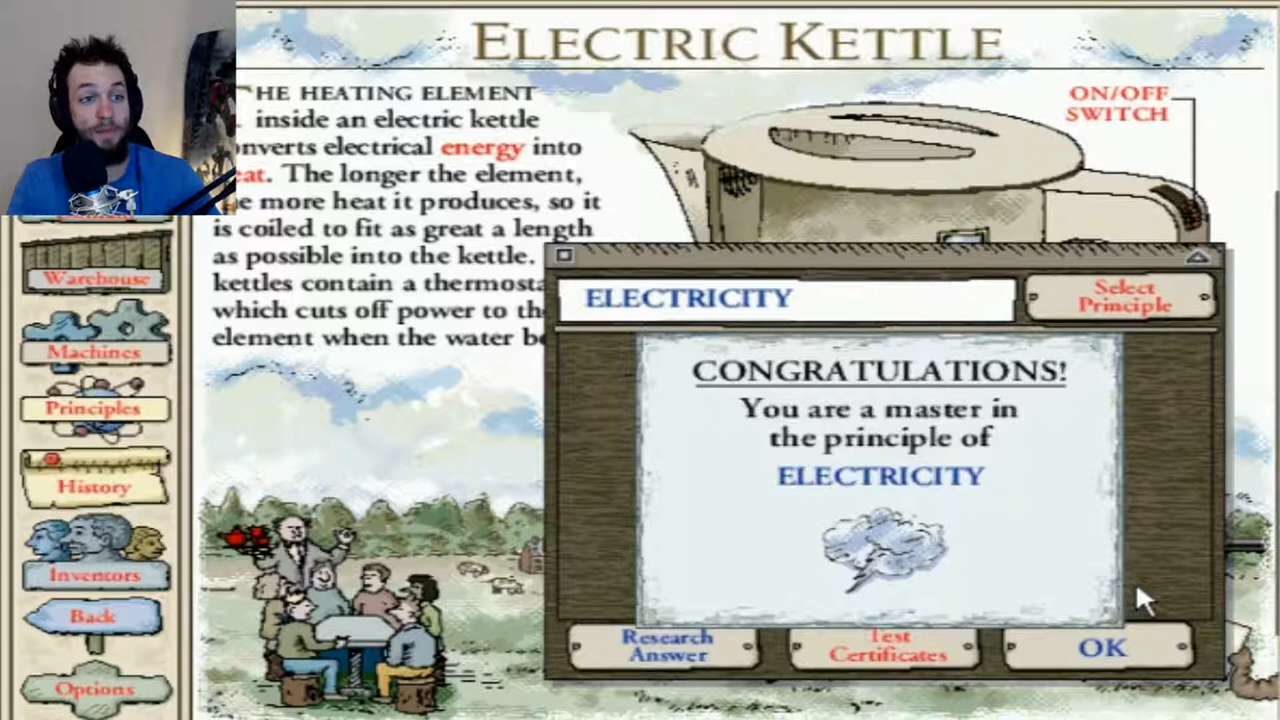 ELECTRIC KETTLE
HE HEATING ELEMENT
inside an electric kettle
onverts electrical energy into
eat. The longer the element,
e more heat it produces, so it
is coiled to fit as great a length
as possible into the kettle.
kettles contain a thermosta
which cuts off power to th
element when the water b
ON/OFF
SWITCH
Warehouse
Machines
Principles
History
Inventors
Back
Options
ELECTRICITY
Select
Principle
CONGRATULATIONS!
You are a master in
the principle of
ELECTRICITY
Research
Answer
Test
Certificates
OK